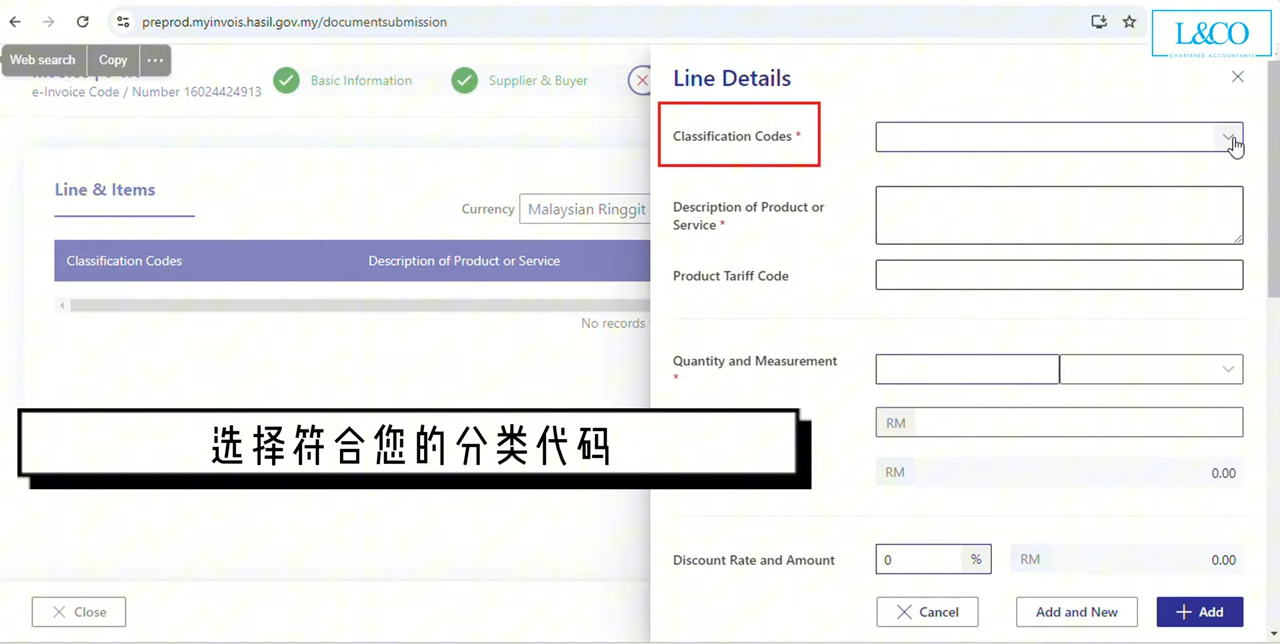 preprod.myinvois.hasil.gov.my/documentsubmission
L&CO
CHARTERED ACCOUNTANTS
Web search
Copy
e-Invoice Code / Number 16024424913
Basic Information
Supplier & Buyer
Line & Items
Currency
Malaysian Ringgit
Classification Codes
Description of Product or Service
No records
选择符合您的分类代码
Close
Line Details
Classification Codes *
Description of Product or
Service *
Product Tariff Code
Quantity and Measurement
*
RM
RM 0.00
Discount Rate and Amount
0 %
RM 0.00
Cancel
Add and New
Add